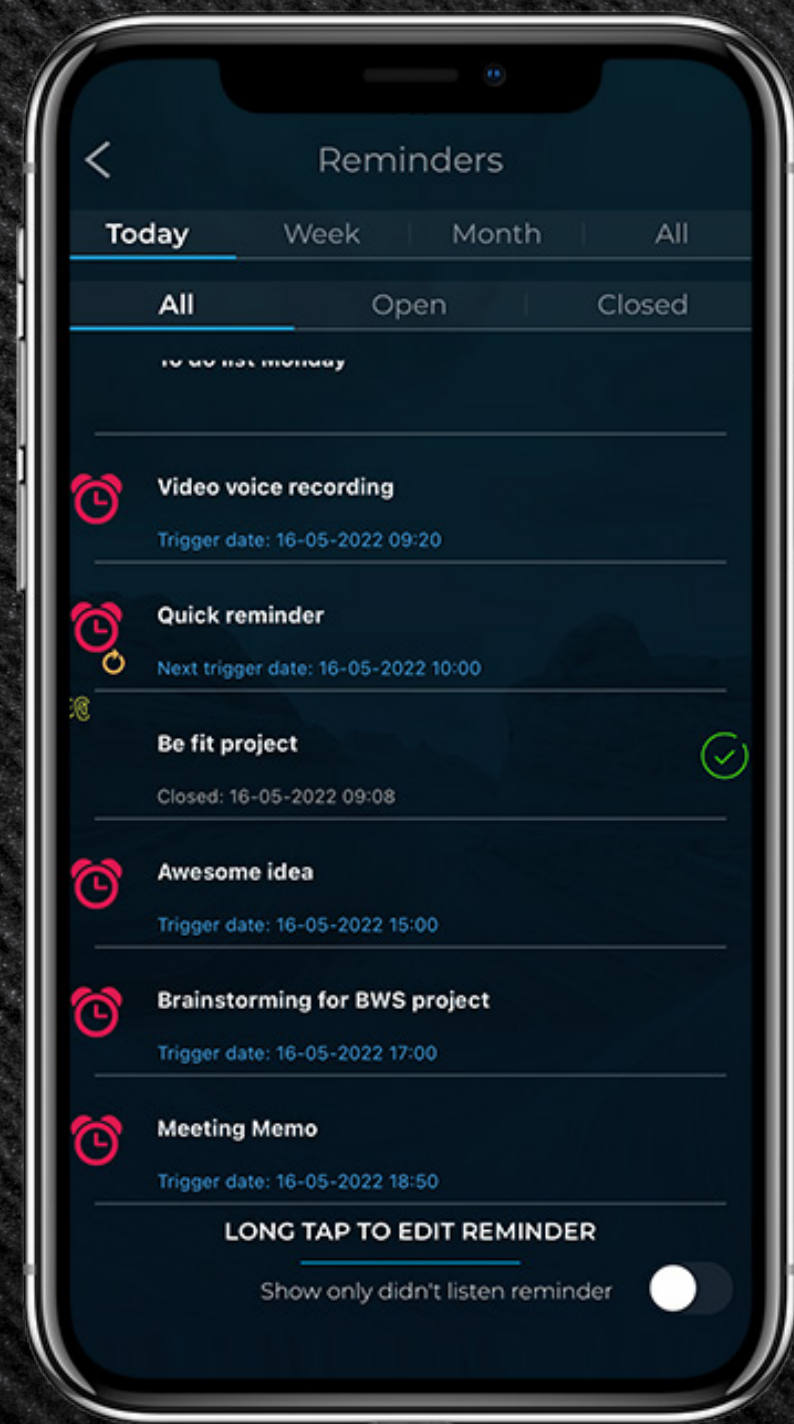 Reminders
Today Week Month All
All Open Closed
To do list Monday
Video voice recording
Trigger date: 16-05-2022 09:20
Quick reminder
Next trigger date: 16-05-2022 10:00
Be fit project
Closed: 16-05-2022 09:08
Awesome idea
Trigger date: 16-05-2022 15:00
Brainstorming for BWS project
Trigger date: 16-05-2022 17:00
Meeting Memo
Trigger date: 16-05-2022 18:50
LONG TAP TO EDIT REMINDER
Show only didn't listen reminder